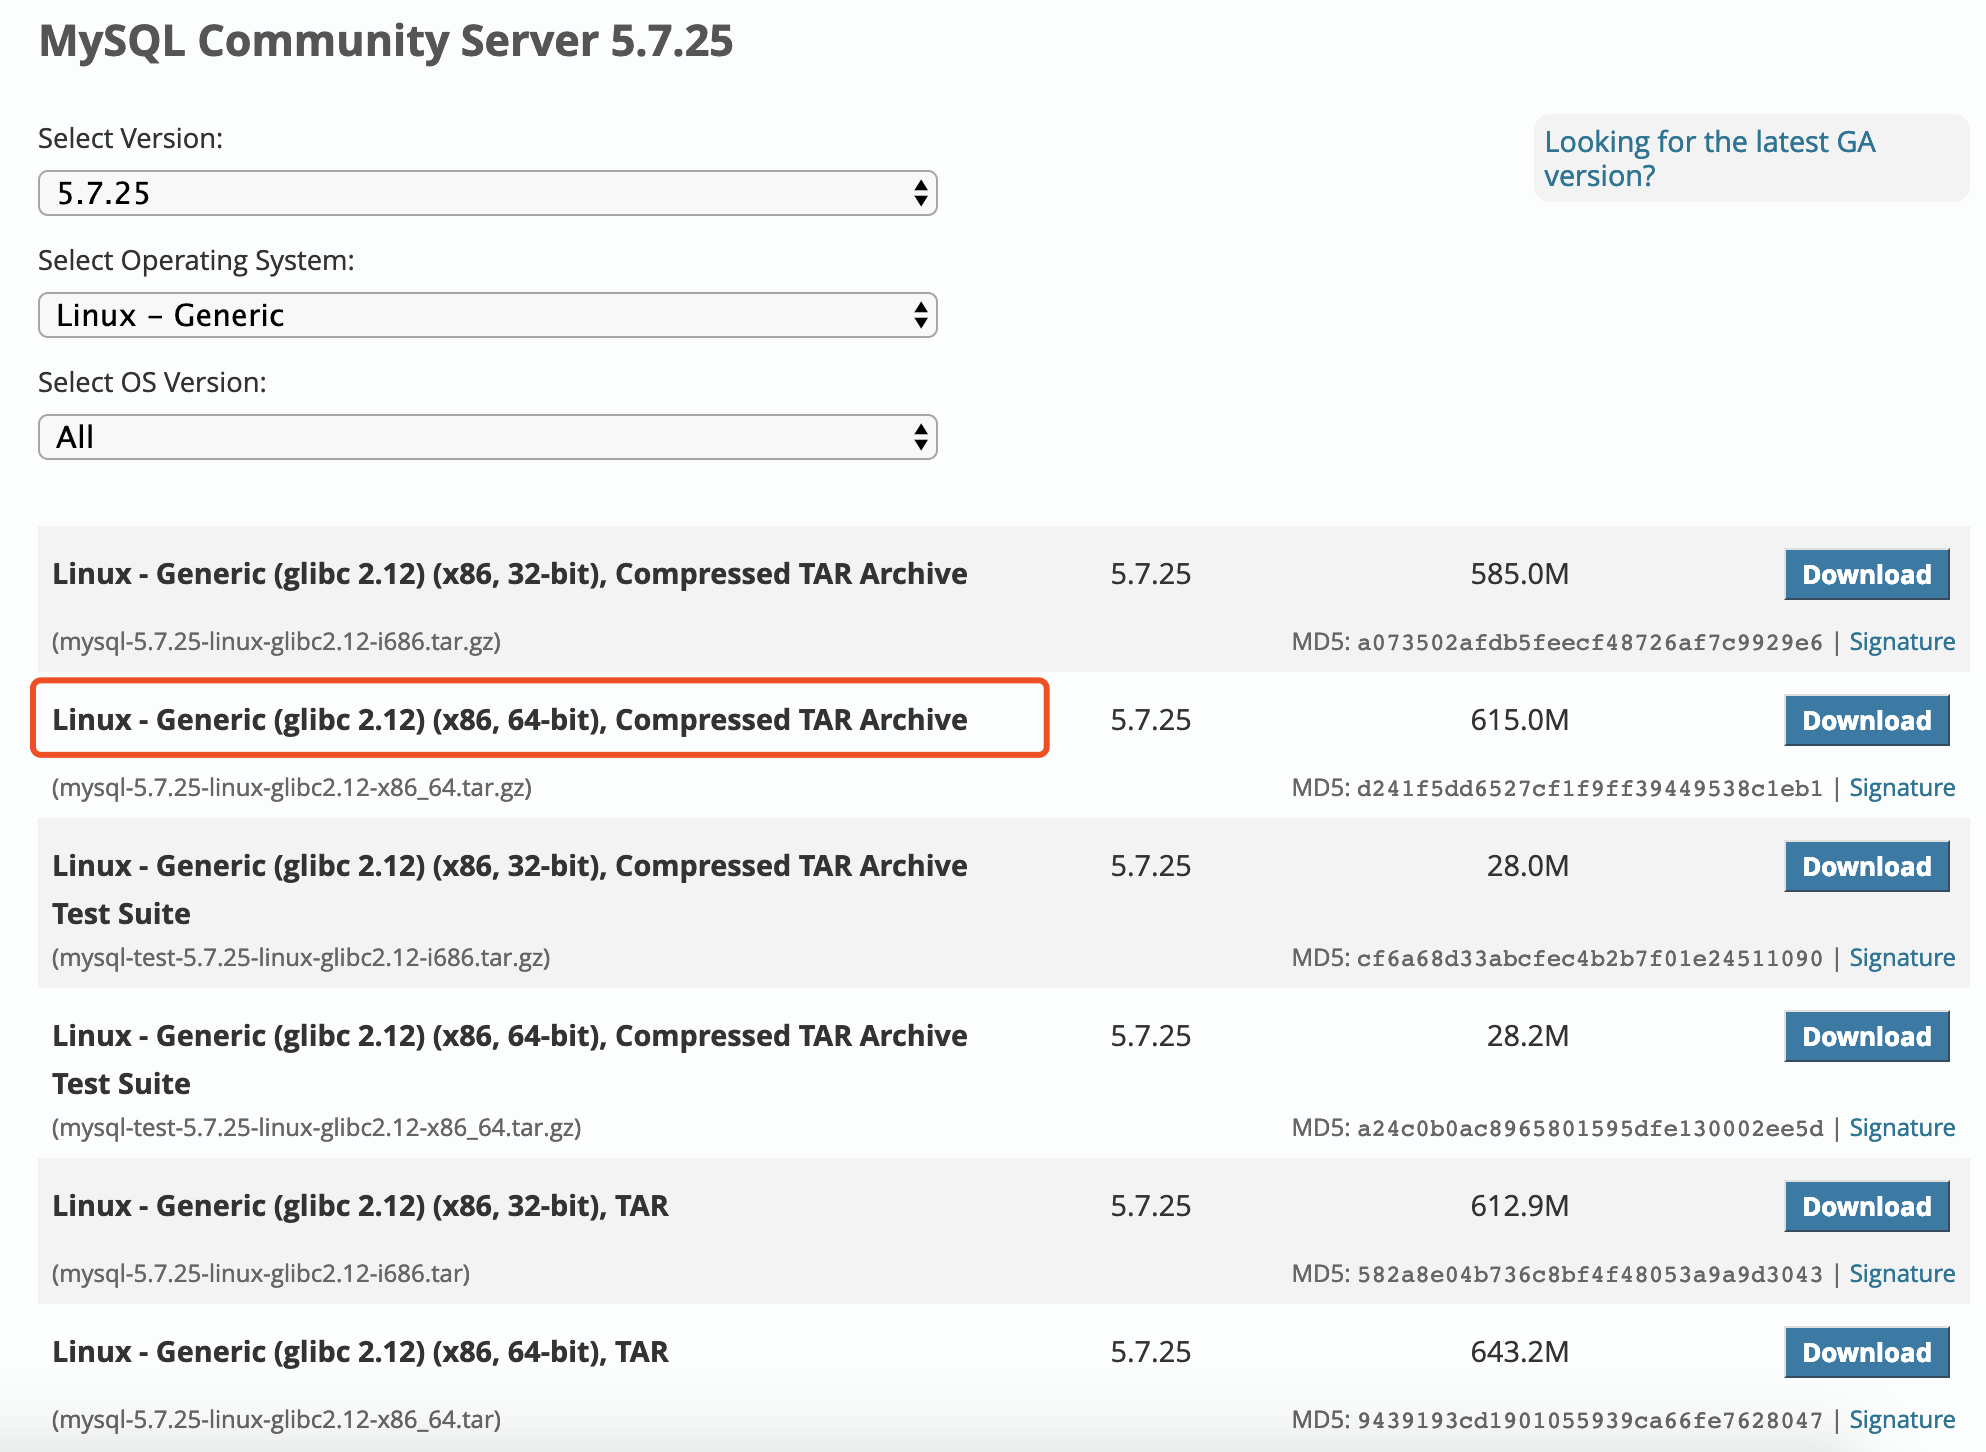 MySQL Community Server 5.7.25
Select Version:
Looking for the latest GA
version?
5.7.25
Select Operating System:
Linux – Generic
Select OS Version:
All
Linux - Generic (glibc 2.12) (x86, 32-bit), Compressed TAR Archive 5.7.25 585.0M Download
(mysql-5.7.25-linux-glibc2.12-i686.tar.gz) MD5: a073502afdb5feecf48726af7c9929e6 | Signature
Linux - Generic (glibc 2.12) (x86, 64-bit), Compressed TAR Archive 5.7.25 615.0M Download
(mysql-5.7.25-linux-glibc2.12-x86_64.tar.gz) MD5: d241f5dd6527cf1f9ff39449538c1eb1 | Signature
Linux - Generic (glibc 2.12) (x86, 32-bit), Compressed TAR Archive 5.7.25 28.0M Download
Test Suite
(mysql-test-5.7.25-linux-glibc2.12-i686.tar.gz) MD5: cf6a68d33abcfec4b2b7f01e24511090 | Signature
Linux - Generic (glibc 2.12) (x86, 64-bit), Compressed TAR Archive 5.7.25 28.2M Download
Test Suite
(mysql-test-5.7.25-linux-glibc2.12-x86_64.tar.gz) MD5: a24c0b0ac8965801595dfe130002ee5d | Signature
Linux - Generic (glibc 2.12) (x86, 32-bit), TAR 5.7.25 612.9M Download
(mysql-5.7.25-linux-glibc2.12-i686.tar) MD5: 582a8e04b736c8bf4f48053a9a9d3043 | Signature
Linux - Generic (glibc 2.12) (x86, 64-bit), TAR 5.7.25 643.2M Download
(mysql-5.7.25-linux-glibc2.12-x86_64.tar) MD5: 9439193cd1901055939ca66fe7628047 | Signature